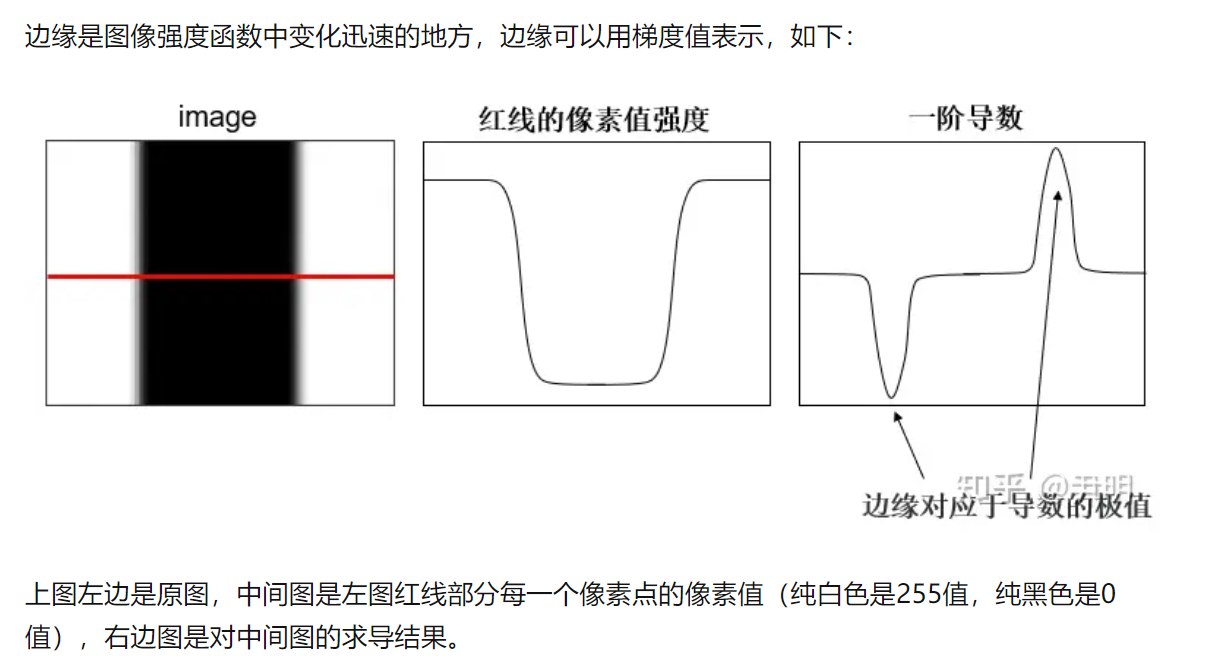 边缘是图像强度函数中变化迅速的地方，边缘可以用梯度值表示，如下：
image
红线的像素值强度
一阶导数
知乎 @尹明
边缘对应于导数的极值
上图左边是原图，中间图是左图红线部分每一个像素点的像素值（纯白色是255值，纯黑色是0
值），右边图是对中间图的求导结果。